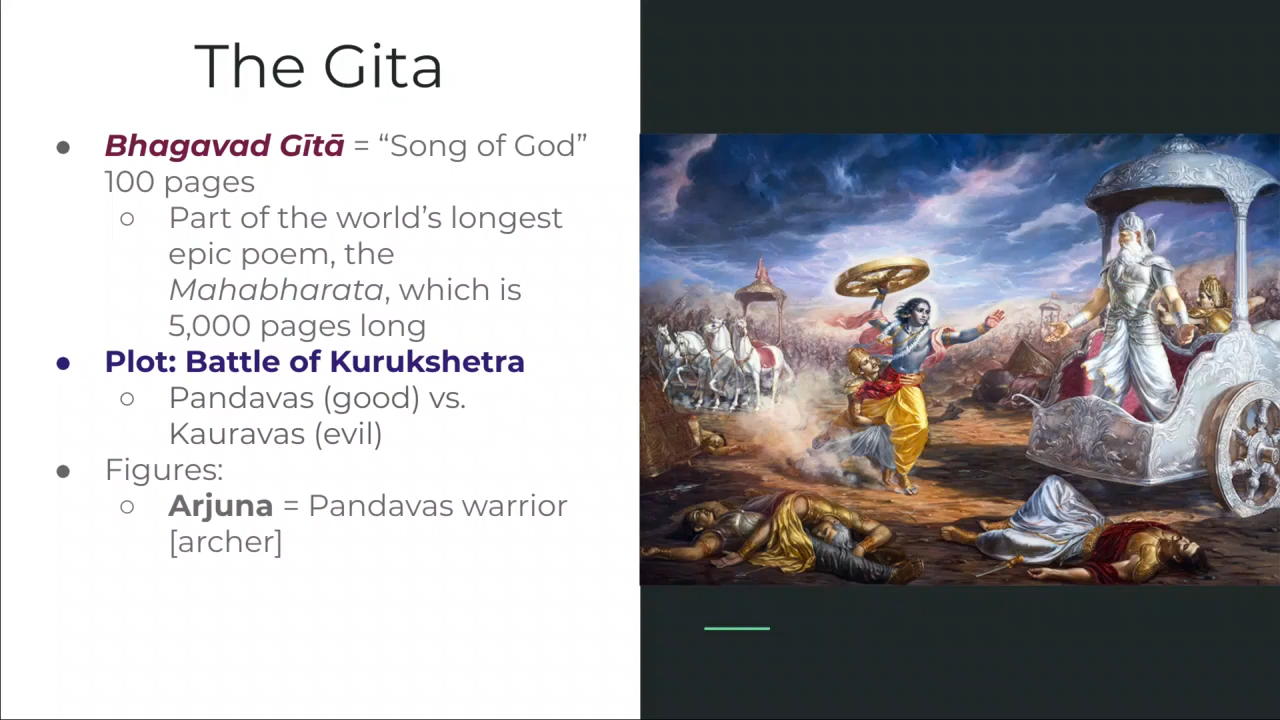 The Gita
● Bhagavad Gītā = “Song of God”
100 pages
○ Part of the world’s longest
epic poem, the
Mahabharata, which is
5,000 pages long
● Plot: Battle of Kurukshetra
○ Pandavas (good) vs.
Kauravas (evil)
● Figures:
○ Arjuna = Pandavas warrior
[archer]